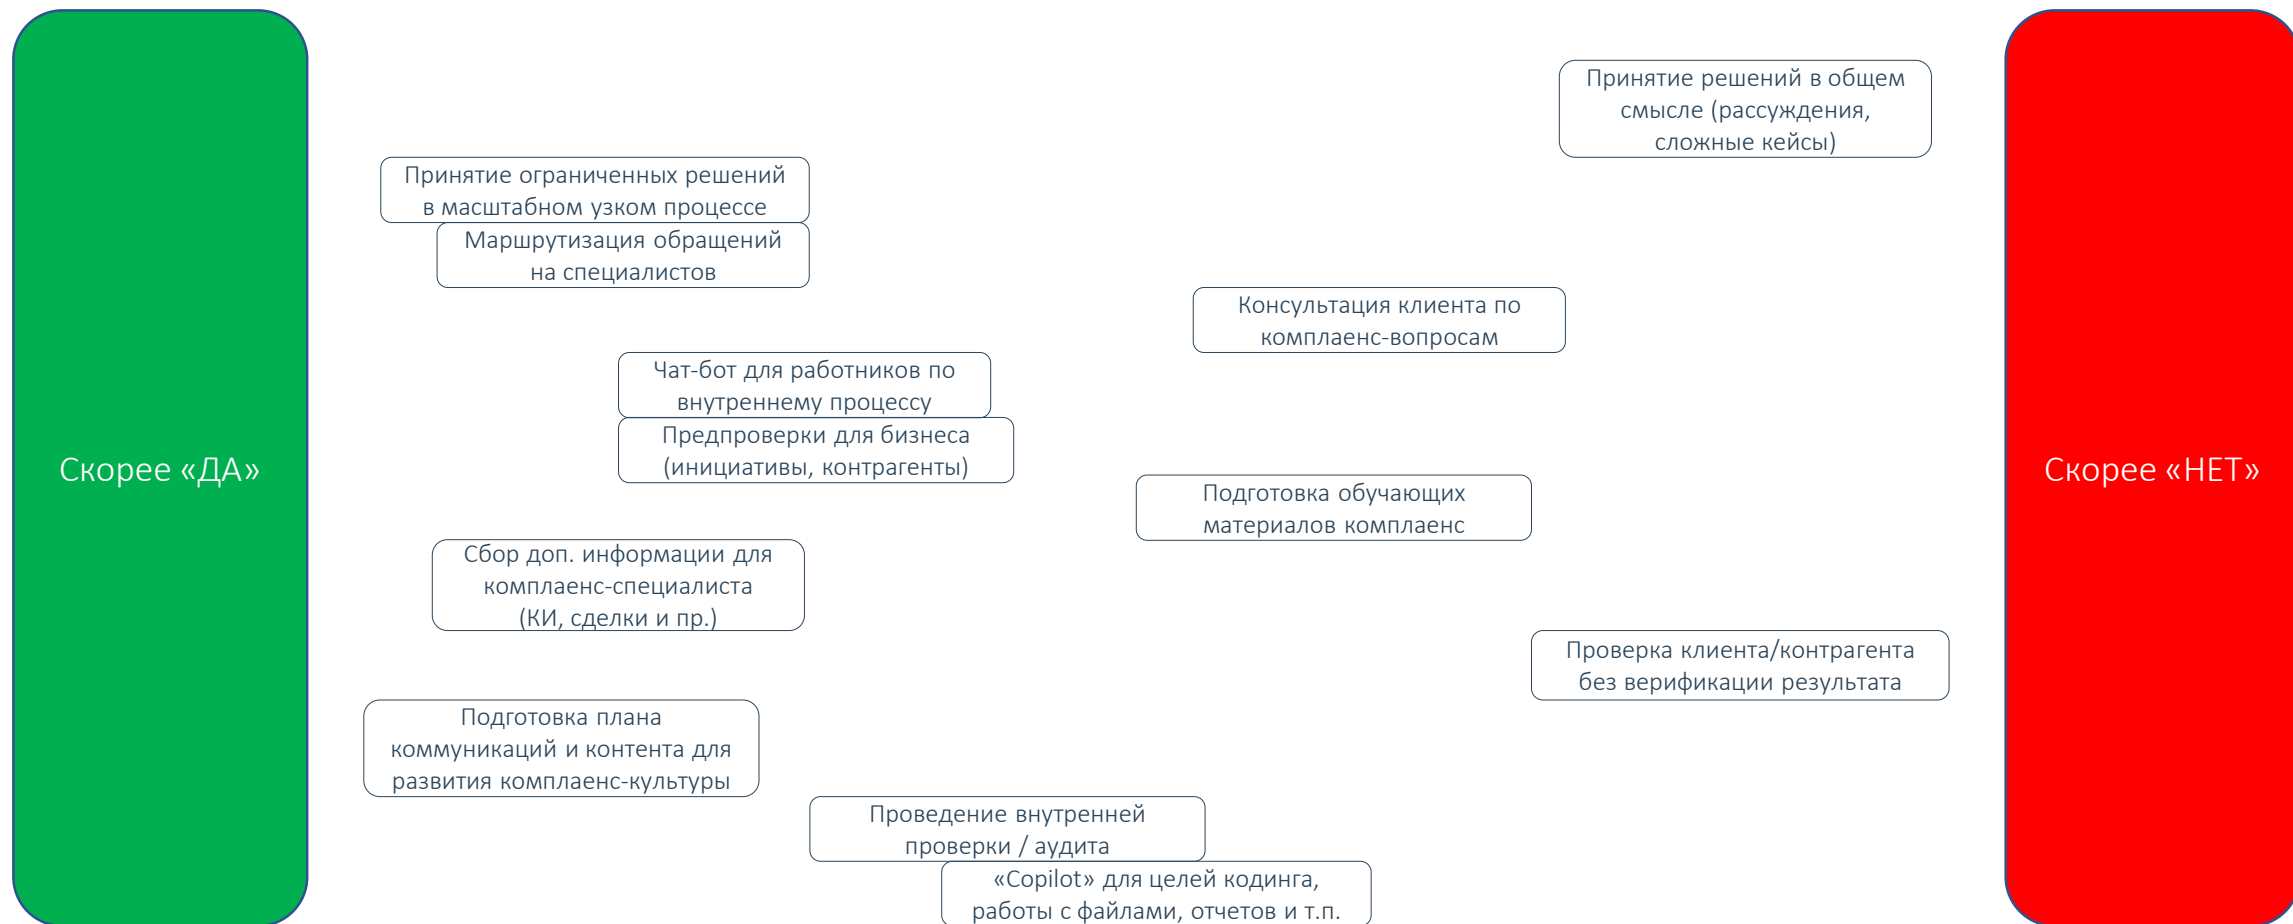 Скорее «ДА»
Принятие решений в общем
смысле (рассуждения,
сложные кейсы)
Принятие ограниченных решений
в масштабном узком процессе
Маршрутизация обращений
на специалистов
Консультация клиента по
комплаенс-вопросам
Чат-бот для работников по
внутреннему процессу
Предпроверки для бизнеса
(инициативы, контрагенты)
Подготовка обучающих
материалов комплаенс
Сбор доп. информации для
комплаенс-специалиста
(КИ, сделки и пр.)
Проверка клиента/контрагента
без верификации результата
Подготовка плана
коммуникаций и контента для
развития комплаенс-культуры
Проведение внутренней
проверки / аудита
«Copilot» для целей кодинга,
работы с файлами, отчетов и т.п.
Скорее «НЕТ»